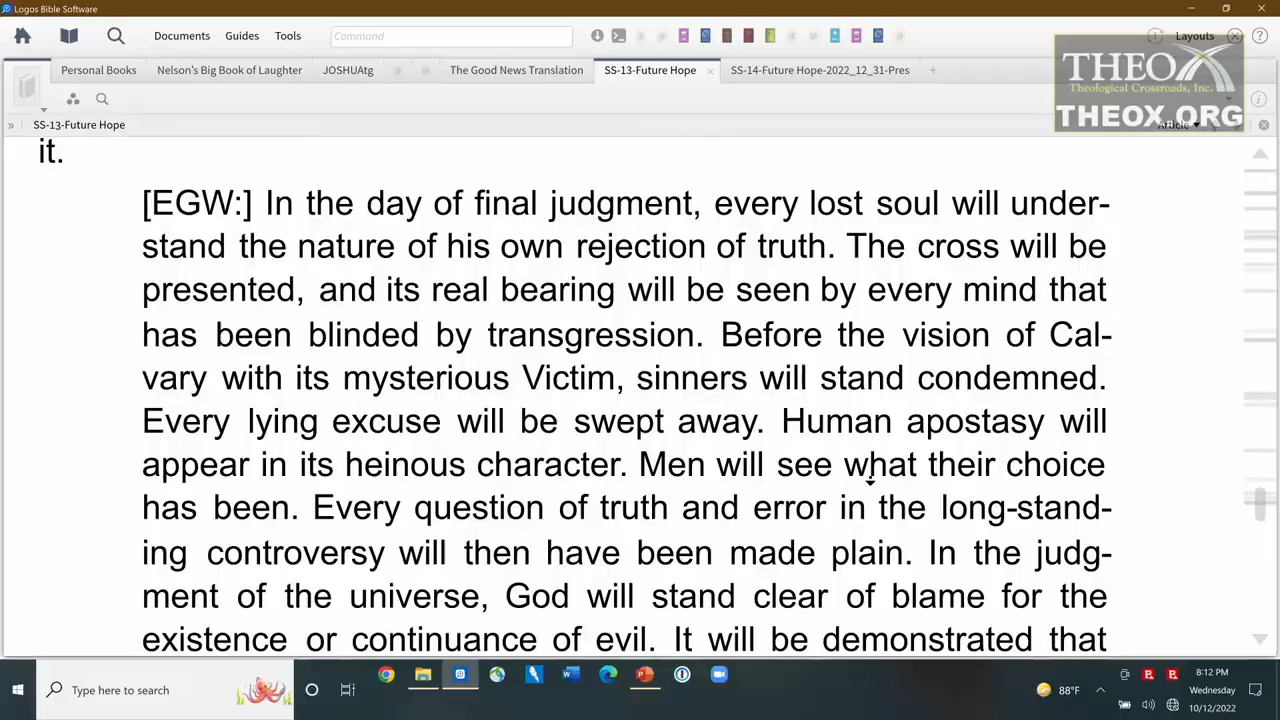 Logos Bible Software
Documents Guides Tools Command Layouts
Personal Books Nelson's Big Book of Laughter JOSHUAtg The Good News Translation SS-13-Future Hope SS-14-Future Hope-2022_12_31-Pres
THEOX
Theological Crossroads, Inc.
THEOX.ORG
SS-13-Future Hope Article
it.
[EGW:] In the day of final judgment, every lost soul will under-
stand the nature of his own rejection of truth. The cross will be
presented, and its real bearing will be seen by every mind that
has been blinded by transgression. Before the vision of Cal-
vary with its mysterious Victim, sinners will stand condemned.
Every lying excuse will be swept away. Human apostasy will
appear in its heinous character. Men will see what their choice
has been. Every question of truth and error in the long-stand-
ing controversy will then have been made plain. In the judg-
ment of the universe, God will stand clear of blame for the
existence or continuance of evil. It will be demonstrated that
Type here to search
88°F
8:12 PM
Wednesday
10/12/2022